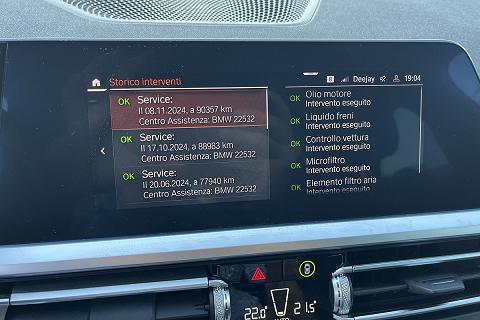 Storico interventi
R Deejay 19:04
OK Service:
Il 08.11.2024, a 90357 km
Centro Assistenza: BMW 22532
OK Service:
Il 17.10.2024, a 88983 km
Centro Assistenza: BMW 22532
OK Service:
Il 20.06.2024, a 77940 km
Centro Assistenza: BMW 22532
OK Olio motore
Intervento eseguito
OK Liquido freni
Intervento eseguito
OK Controllo vettura
Intervento eseguito
OK Microfiltro
Intervento eseguito
OK Elemento filtro aria
Intervento eseguito
22.0° 21.5°
AUTO